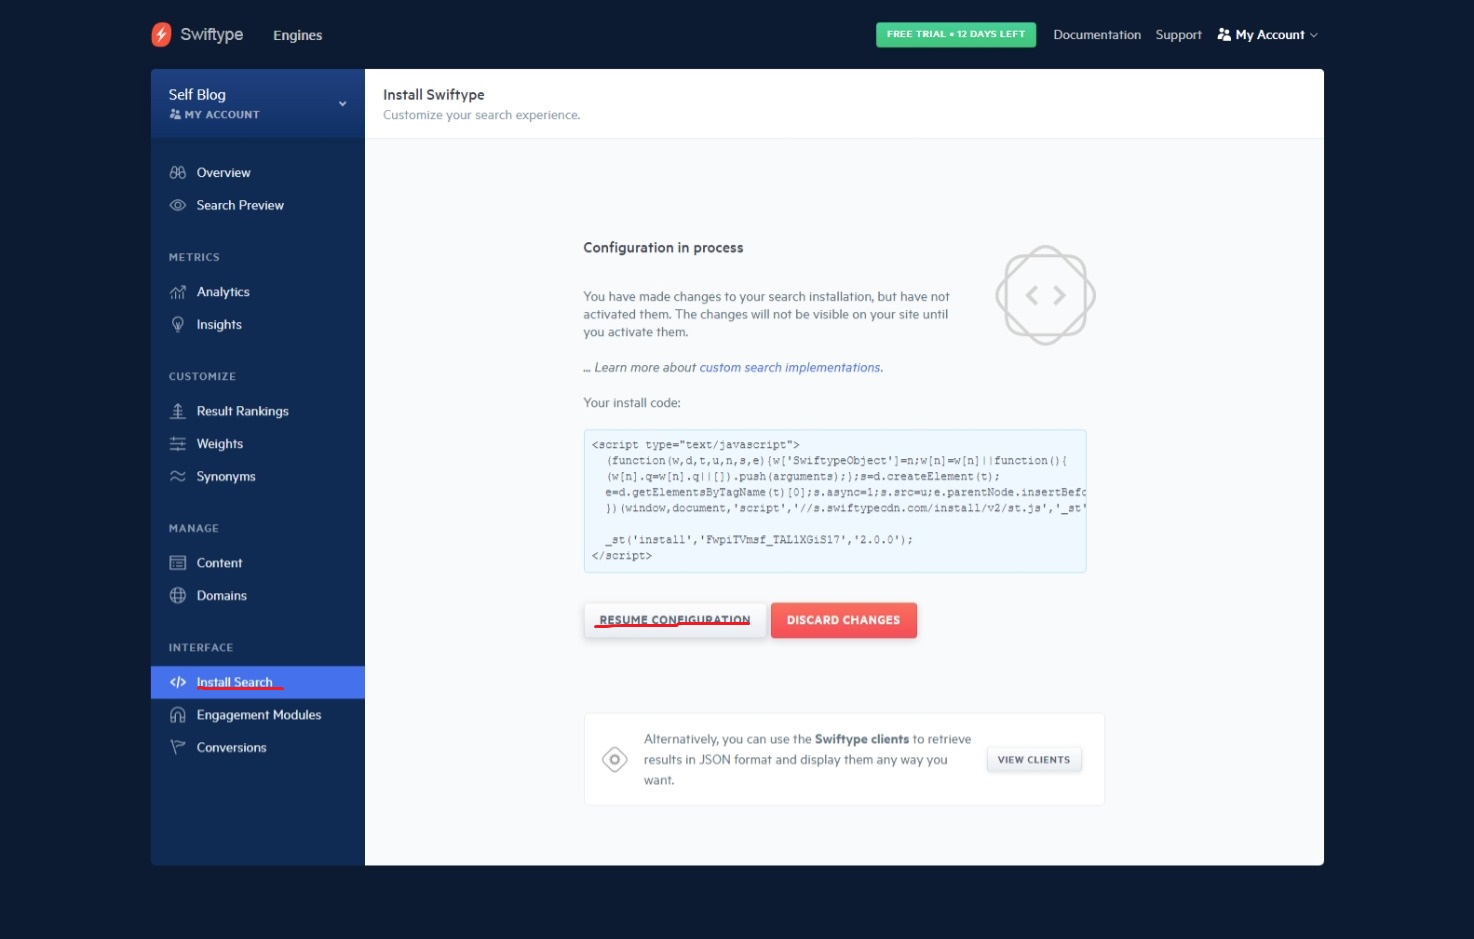 Swiftype
Engines
FREE TRIAL • 12 DAYS LEFT
Documentation
Support
My Account
Self Blog
MY ACCOUNT
Overview
Search Preview
METRICS
Analytics
Insights
CUSTOMIZE
Result Rankings
Weights
Synonyms
MANAGE
Content
Domains
INTERFACE
Install Search
Engagement Modules
Conversions
Install Swiftype
Customize your search experience.
Configuration in process
You have made changes to your search installation, but have not
activated them. The changes will not be visible on your site until
you activate them.
... Learn more about custom search implementations.
Your install code:
<script type="text/javascript">
(function(w,d,t,u,n,s,e){w['SwiftypeObject']=n;w[n]=w[n]||function(){
(w[n].q=w[n].q||[]).push(arguments);};s=d.createElement(t);
e=d.getElementsByTagName(t)[0];s.async=1;s.src=u;e.parentNode.insertBefo
})(window,document,'script','//s.swiftypecdn.com/install/v2/st.js','_st'
_st('install','FwpiTVmsf_TAL1XGiS17','2.0.0');
</script>
RESUME CONFIGURATION
DISCARD CHANGES
Alternatively, you can use the Swiftype clients to retrieve
results in JSON format and display them any way you
want.
VIEW CLIENTS